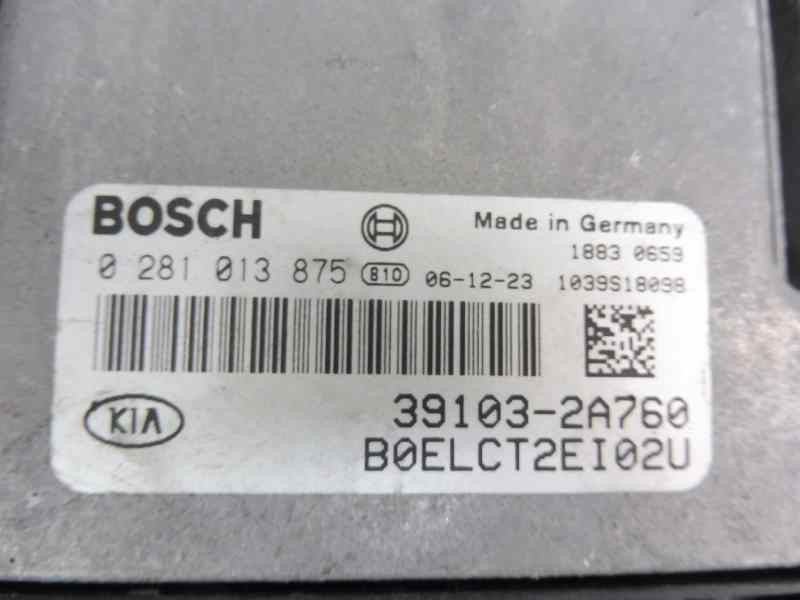 BOSCH
Made in Germany
1883 0659
0 281 013 875 810 06-12-23 1039S18098
KIA
39103-2A760
B0ELCT2EI02U